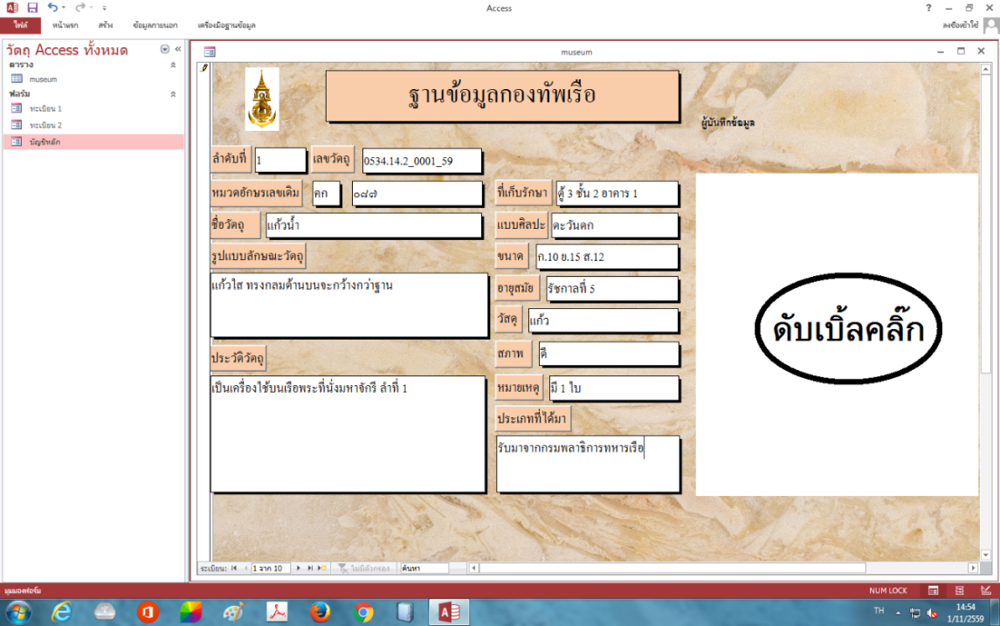 Access
ไฟล์ หน้าแรก สร้าง ข้อมูลภายนอก เครื่องมือฐานข้อมูล
ลงชื่อเข้าใช้
วัตถุ Access ทั้งหมด
ตาราง
museum
ฟอร์ม
ทะเบียน 1
ทะเบียน 2
บัญชีหลัก
museum
ฐานข้อมูลกองทัพเรือ
ผู้บันทึกข้อมูล
ลำดับที่ 1 เลขวัตถุ 0534.14.2_0001_59
หมวดอักษรเลขเดิม คก ๐๘๗ ที่เก็บรักษา ตู้ 3 ชั้น 2 อาคาร 1
ชื่อวัตถุ แก้วน้ำ แบบศิลปะ ตะวันตก
รูปแบบลักษณะวัตถุ ขนาด ก.10 ย.15 ส.12
แก้วใส ทรงกลมด้านบนจะกว้างกว่าฐาน อายุสมัย รัชกาลที่ 5
วัสดุ แก้ว
ดับเบิ้ลคลิ๊ก
ประวัติวัตถุ สภาพ ดี
เป็นเครื่องใช้บนเรือพระที่นั่งมหาจักรี ลำที่ 1 หมายเหตุ มี 1 ใบ
ประเภทที่ได้มา
รับมาจากกรมพลาธิการทหารเรือ
ระเบียน: 1 จาก 10 ไม่มีตัวกรอง ค้นหา
มุมมองฟอร์ม NUM LOCK
TH 14:54
1/11/2559